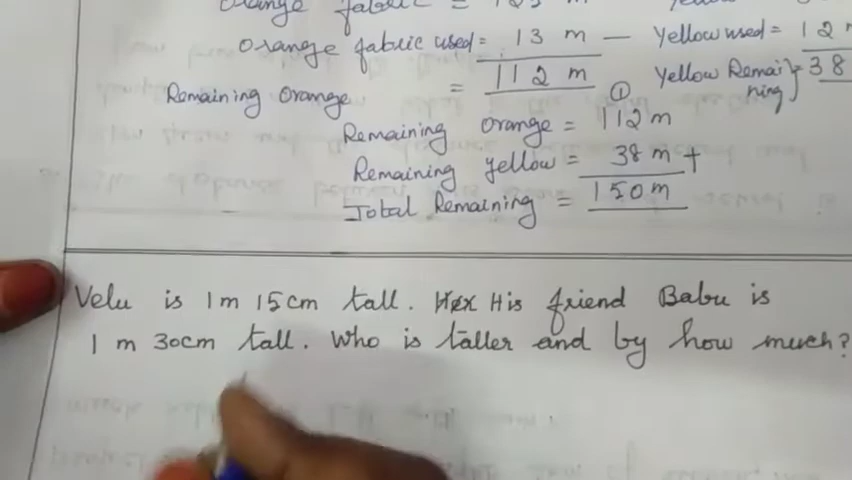 Orange fabric =
Orange fabric used = 13 m — Yellow used = 12
Remaining Orange = 112 m Yellow Remaining} = 38
①
Remaining orange = 112 m
Remaining yellow = 38 m +
Total Remaining = 150 m
Velu is 1m 15cm tall. His friend Babu is
1 m 30cm tall. Who is taller and by how much?